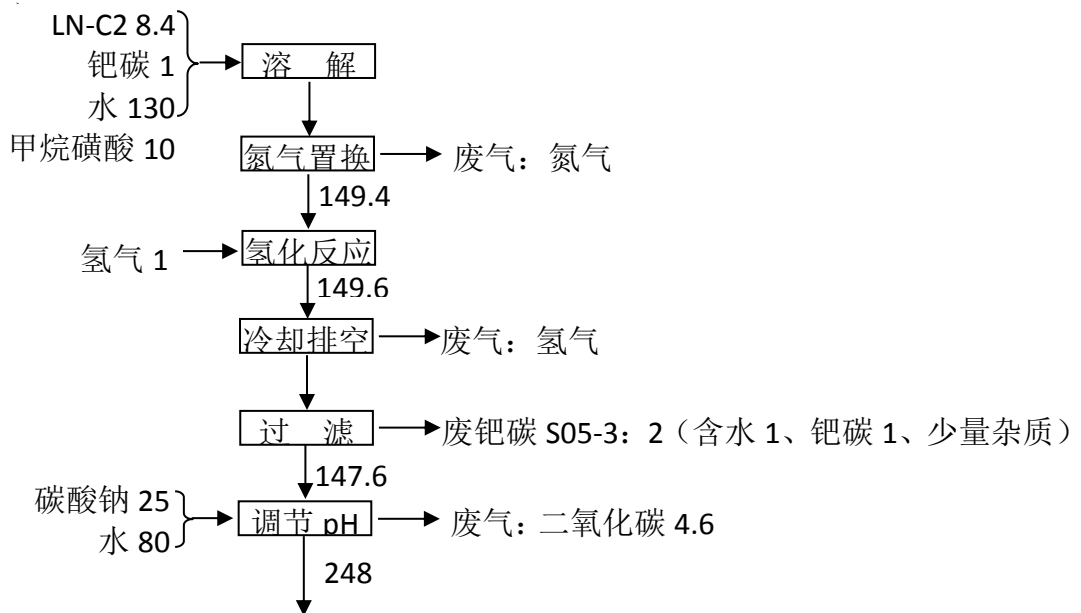 LN-C2 8.4
钯碳 1
水 130
甲烷磺酸 10
溶 解
氮气置换
废气：氮气
149.4
氢气 1
氢化反应
149.6
冷却排空
废气：氢气
过 滤
废钯碳 S05-3：2（含水 1、钯碳 1、少量杂质）
147.6
碳酸钠 25
水 80
调节 pH
废气：二氧化碳 4.6
248